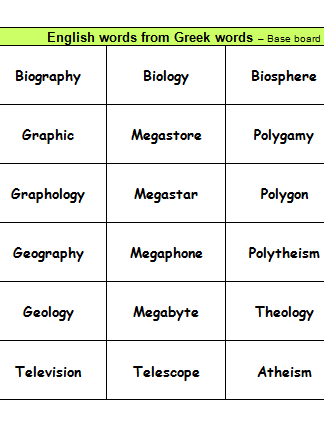 English words from Greek words – Base board
Biography Biology Biosphere
Graphic Megastore Polygamy
Graphology Megastar Polygon
Geography Megaphone Polytheism
Geology Megabyte Theology
Television Telescope Atheism